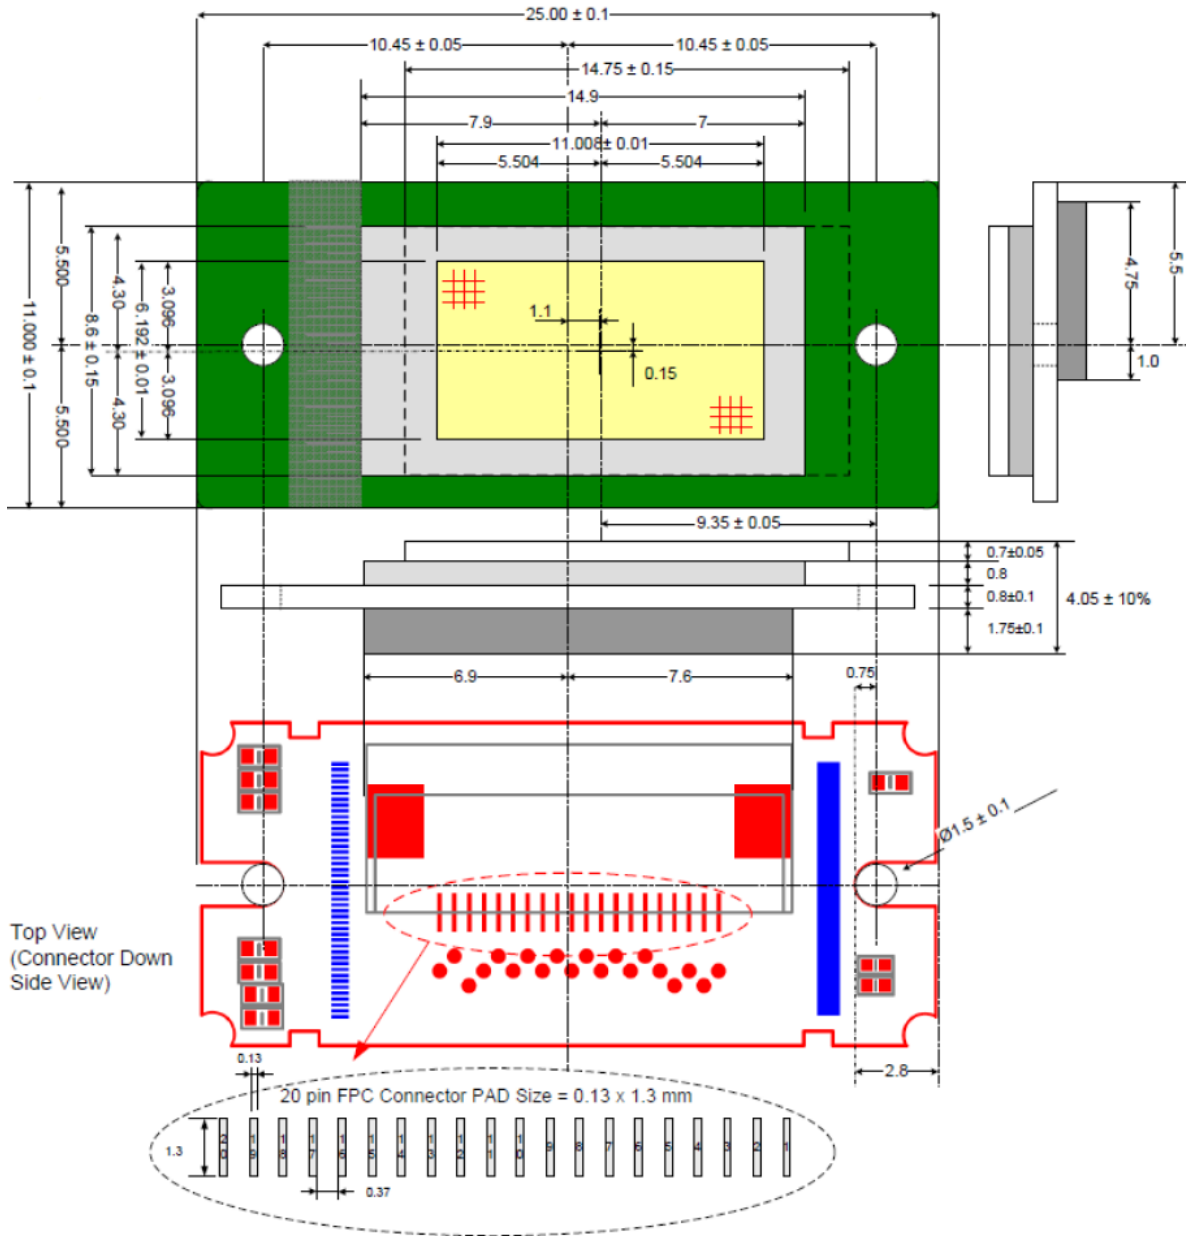 25.00 ± 0.1
10.45 ± 0.05
10.45 ± 0.05
14.75 ± 0.15
14.9
7.9
7
11.008 ± 0.01
5.504
5.504
11.000 ± 0.1
5.500
5.500
8.6 ± 0.15
4.30
4.30
6.192 ± 0.01
3.096
3.096
1.1
0.15
4.75
5.5
1.0
9.35 ± 0.05
0.7±0.05
0.8
0.8±0.1
1.75±0.1
4.05 ± 10%
6.9
7.6
0.75
Ø1.5 ± 0.1
Top View
(Connector Down
Side View)
2.8
0.13
20 pin FPC Connector PAD Size = 0.13 x 1.3 mm
1.3
20 19 18 17 16 15 14 13 12 11 10 9 8 7 6 5 4 3 2 1
0.37